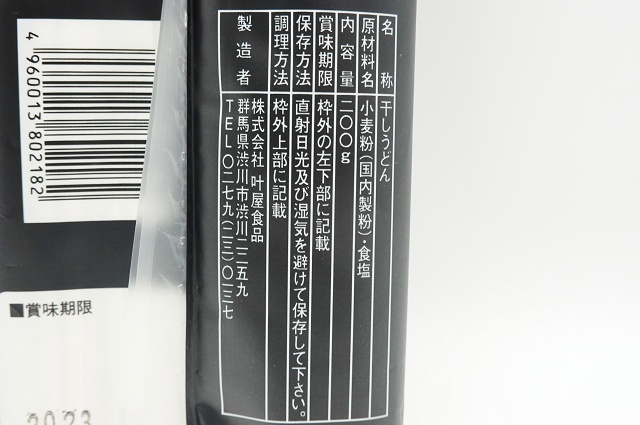 名称 干しうどん
原材料名 小麦粉(国内製粉)・食塩
内容量 二〇〇g
賞味期限 枠外の左下部に記載
保存方法 直射日光及び湿気を避けて保存して下さい。
調理方法 枠外上部に記載
製造者 株式会社 叶屋食品
群馬県渋川市渋川二二五九
TEL〇二七九(二三)〇一三七
4 960013 802182
■賞味期限
2023